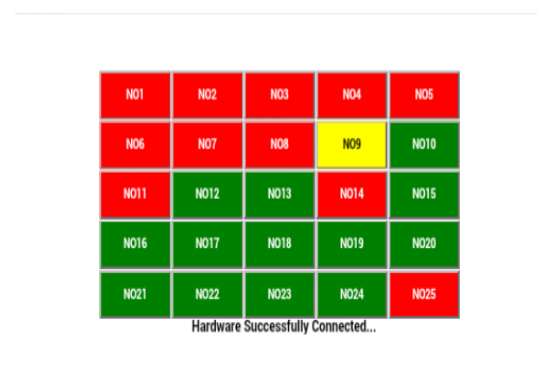 NO1 NO2 NO3 NO4 NO5
NO6 NO7 NO8 NO9 NO10
NO11 NO12 NO13 NO14 NO15
NO16 NO17 NO18 NO19 NO20
NO21 NO22 NO23 NO24 NO25
Hardware Successfully Connected...